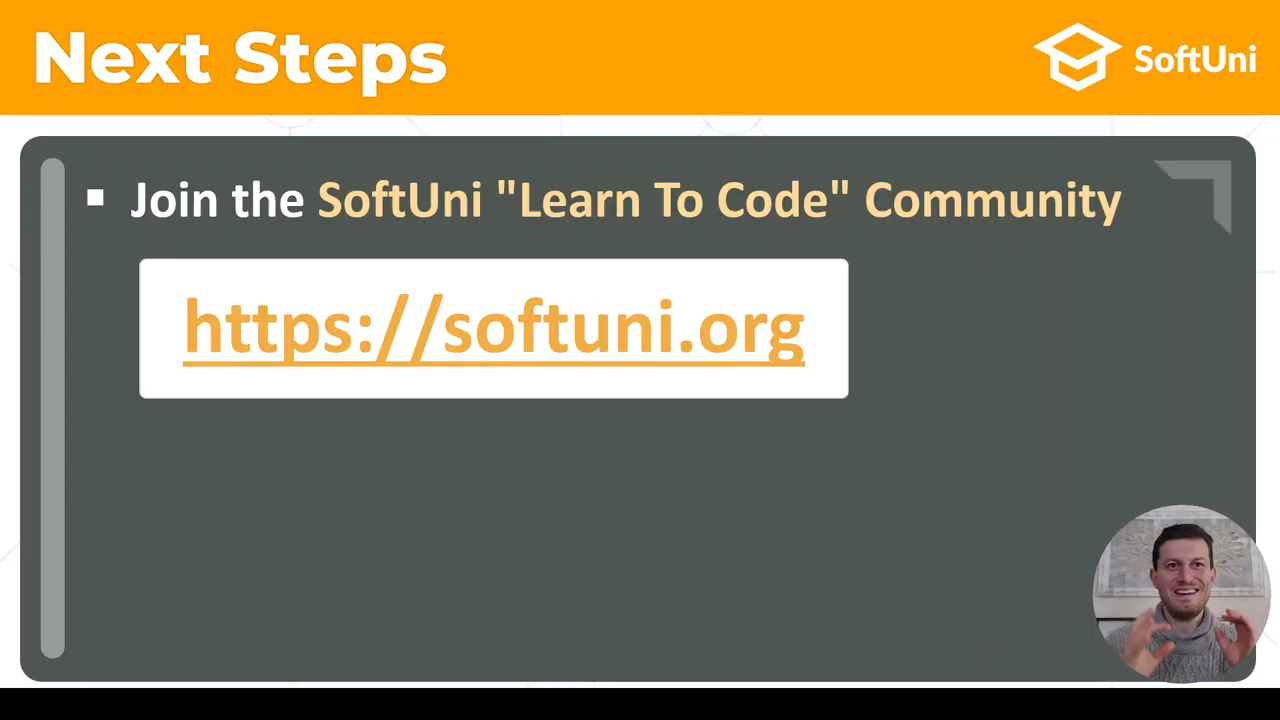 Next Steps
SoftUni
▪ Join the SoftUni "Learn To Code" Community
https://softuni.org